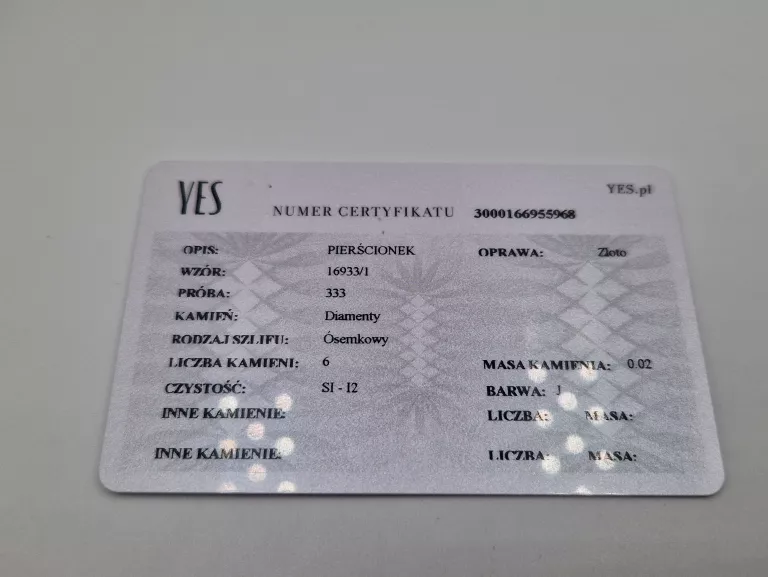 YES
YES.pl
NUMER CERTYFIKATU 3000166955968
OPIS: PIERŚCIONEK OPRAWA: Złoto
WZÓR: 16933/1
PRÓBA: 333
KAMIEŃ: Diamenty
RODZAJ SZLIFU: Ósemkowy
LICZBA KAMIENI: 6 MASA KAMIENIA: 0.02
CZYSTOŚĆ: SI - I2 BARWA: J
INNE KAMIENIE: LICZBA: MASA:
INNE KAMIENIE: LICZBA: MASA: